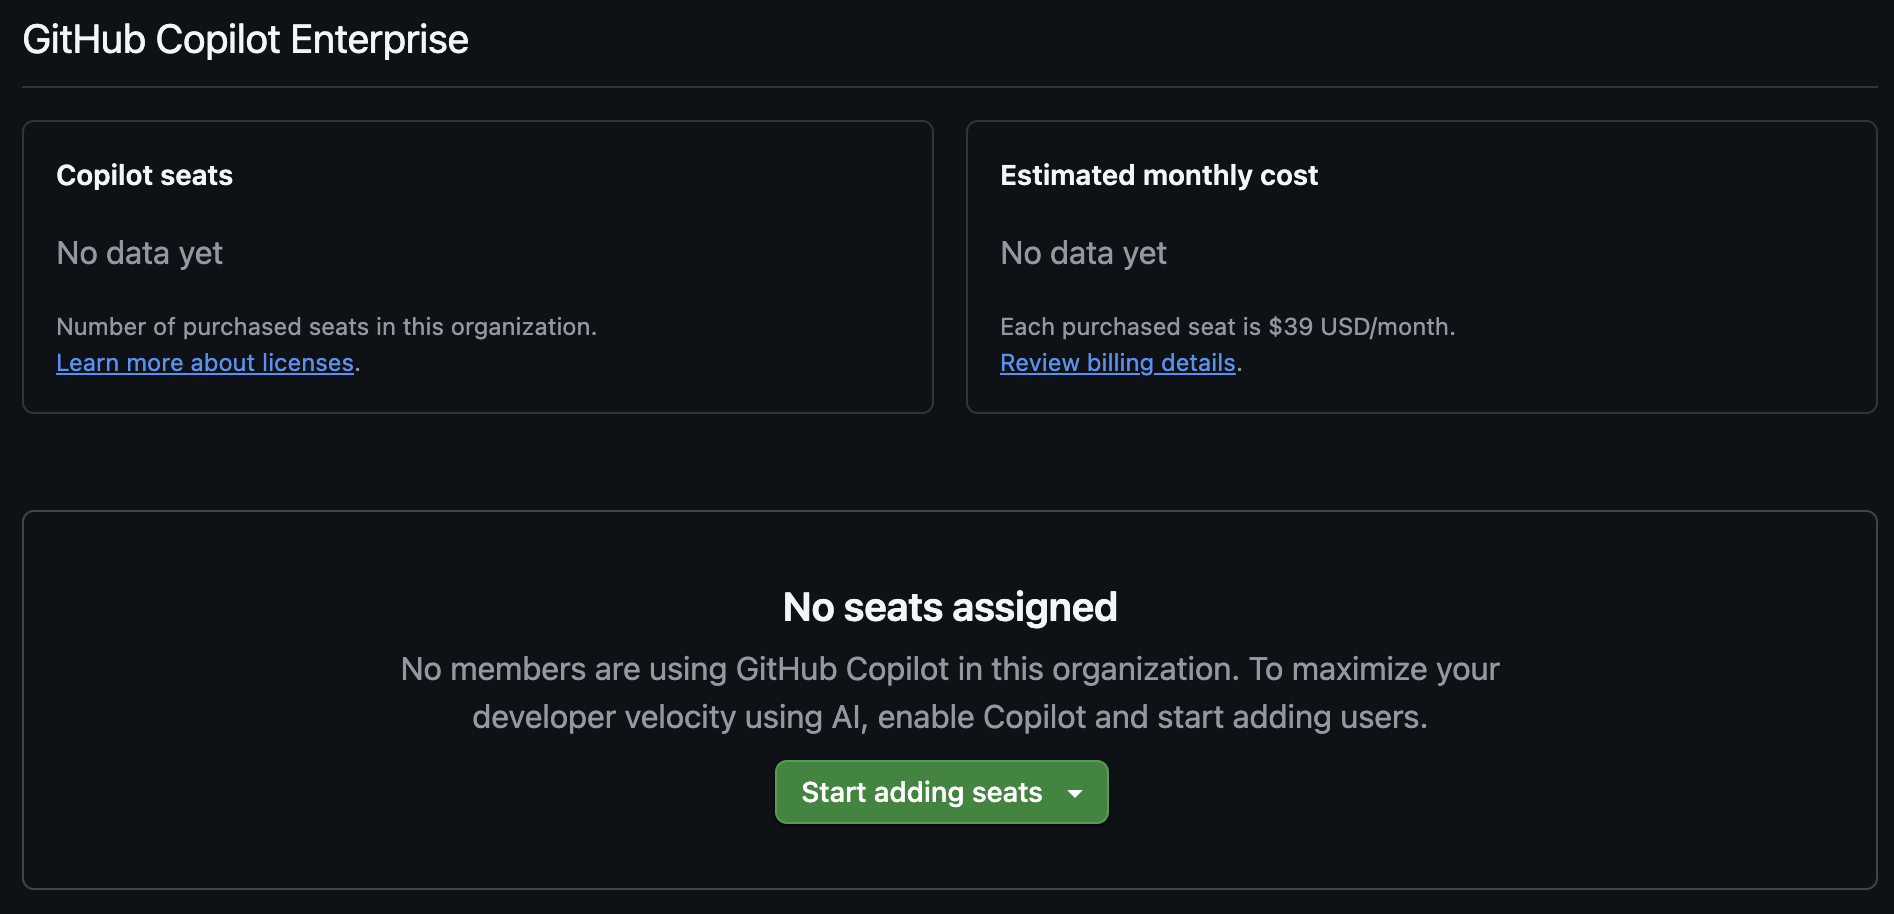 GitHub Copilot Enterprise
Copilot seats
No data yet
Number of purchased seats in this organization.
Learn more about licenses.
Estimated monthly cost
No data yet
Each purchased seat is $39 USD/month.
Review billing details.
No seats assigned
No members are using GitHub Copilot in this organization. To maximize your
developer velocity using AI, enable Copilot and start adding users.
Start adding seats